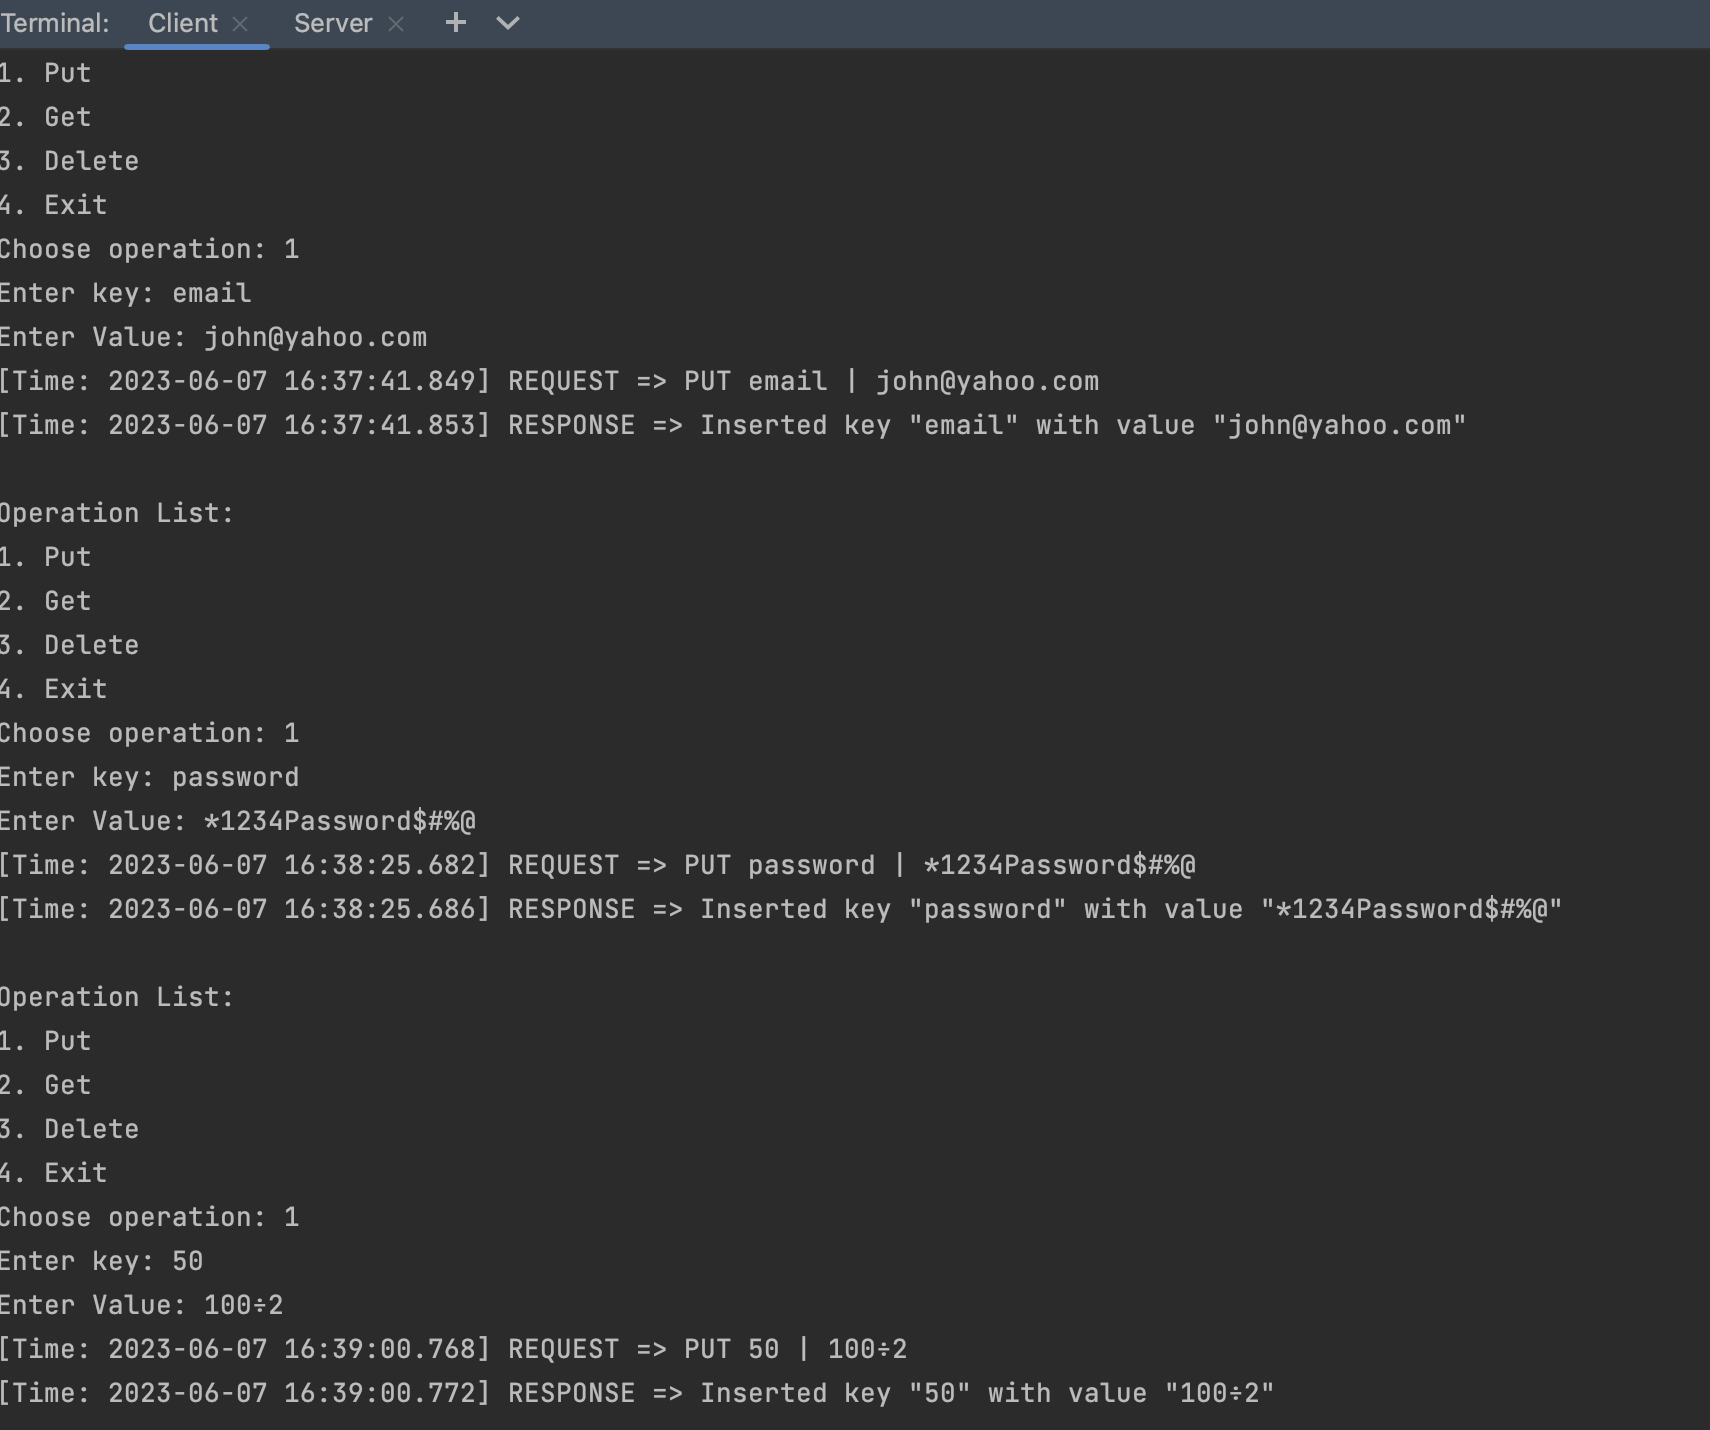 Terminal: Client × Server × +
1. Put
2. Get
3. Delete
4. Exit
Choose operation: 1
Enter key: email
Enter Value: john@yahoo.com
[Time: 2023-06-07 16:37:41.849] REQUEST => PUT email | john@yahoo.com
[Time: 2023-06-07 16:37:41.853] RESPONSE => Inserted key "email" with value "john@yahoo.com"
Operation List:
1. Put
2. Get
3. Delete
4. Exit
Choose operation: 1
Enter key: password
Enter Value: *1234Password$#%@
[Time: 2023-06-07 16:38:25.682] REQUEST => PUT password | *1234Password$#%@
[Time: 2023-06-07 16:38:25.686] RESPONSE => Inserted key "password" with value "*1234Password$#%@"
Operation List:
1. Put
2. Get
3. Delete
4. Exit
Choose operation: 1
Enter key: 50
Enter Value: 100÷2
[Time: 2023-06-07 16:39:00.768] REQUEST => PUT 50 | 100÷2
[Time: 2023-06-07 16:39:00.772] RESPONSE => Inserted key "50" with value "100÷2"